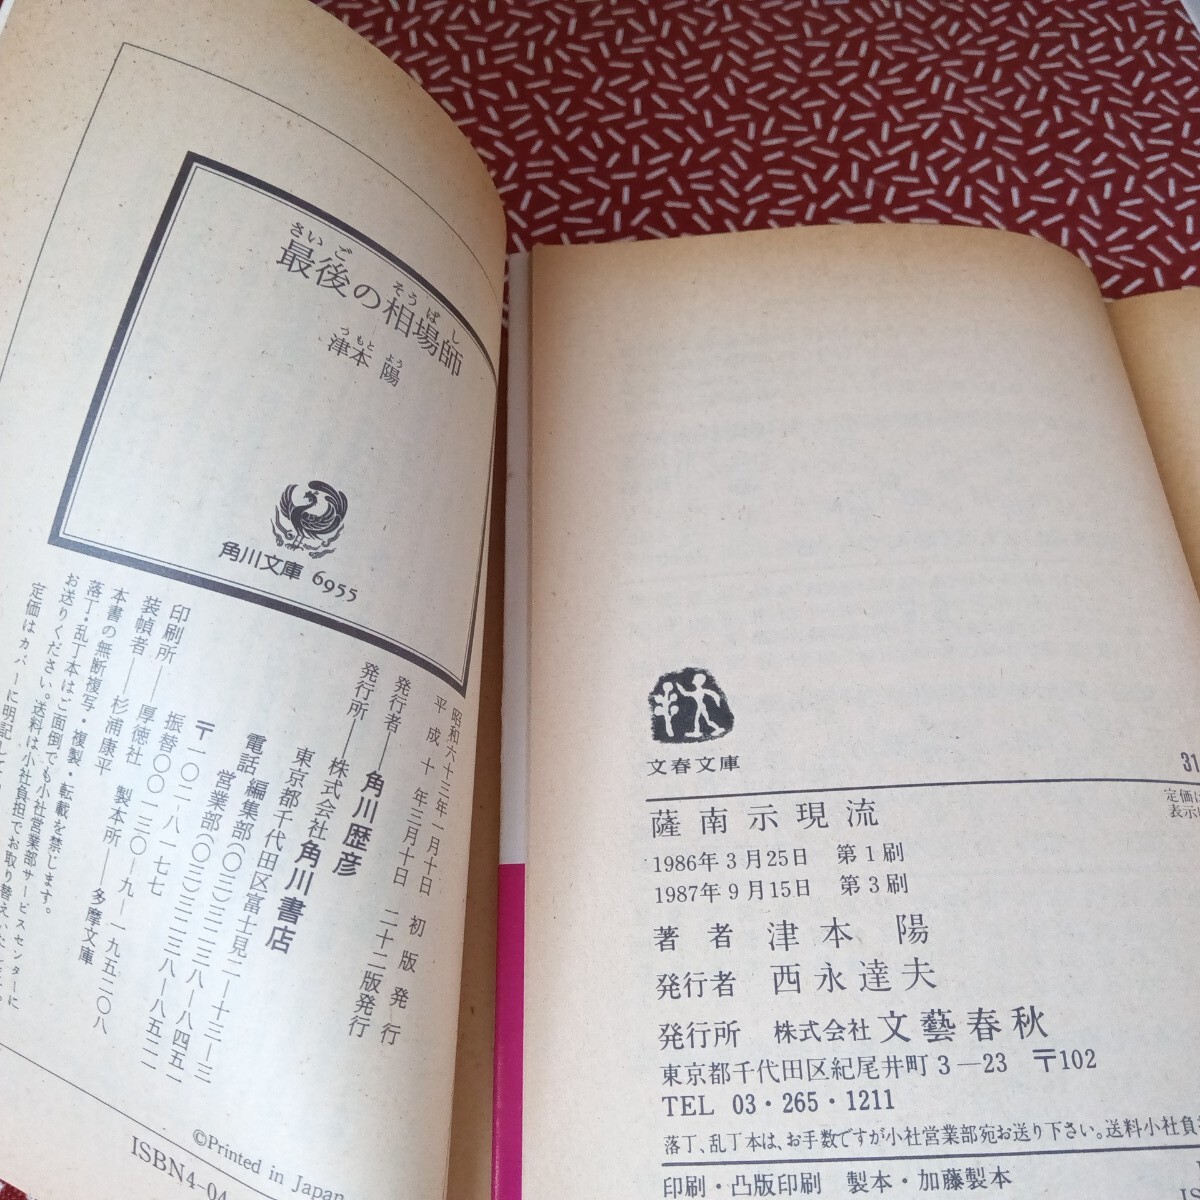 さいごのそうばし
最後の相場師
つもとよう
津本 陽
角川文庫 6955
昭和六十三年一月十日 初版発行
平成十年三月十日 二十二版発行
発行者――角川歴彦
発行所――株式会社角川書店
東京都千代田区富士見二―十三―三
電話 編集部(〇三)三二三八―八四五一
営業部(〇三)三二三八―八五二一
〒一〇二―八一七七
振替〇〇一三〇―九―一九五二〇八
印刷所――厚徳社 製本所――多摩文庫
装幀者――杉浦康平
本書の無断複写・複製・転載を禁じます。
落丁・乱丁本はご面倒でも小社営業部サービスセンターに
お送りください。送料は小社負担でお取り替えいたします。
定価はカバーに明記して
©Printed in Japan
ISBN4-04
文春文庫
31
定価は
表示
薩南示現流
1986年3月25日 第1刷
1987年9月15日 第3刷
著者 津本 陽
発行者 西永達夫
発行所 株式会社 文藝春秋
東京都千代田区紀尾井町3―23 〒102
TEL 03・265・1211
落丁、乱丁本は、お手数ですが小社営業部宛お送り下さい。送料小社負
印刷・凸版印刷 製本・加藤製本